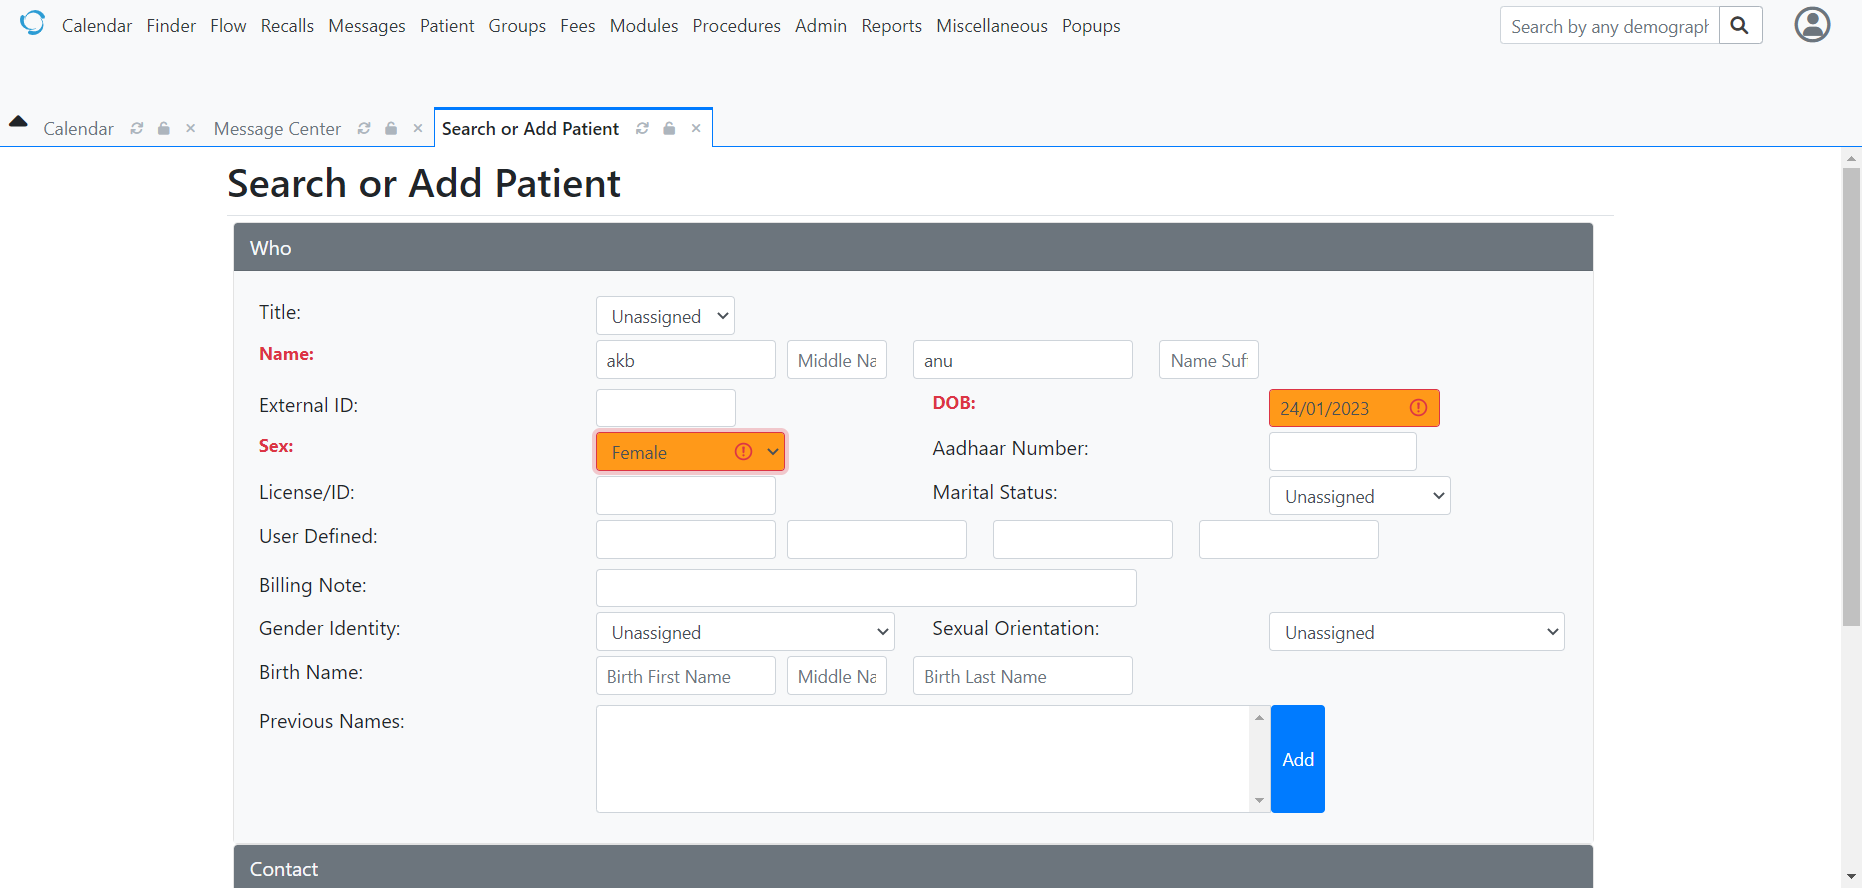 Calendar Finder Flow Recalls Messages Patient Groups Fees Modules Procedures Admin Reports Miscellaneous Popups
Search by any demograph
Calendar Message Center Search or Add Patient
Search or Add Patient
Who
Title: Unassigned
Name: akb Middle Na anu Name Suf
External ID: DOB: 24/01/2023
Sex: Female Aadhaar Number:
License/ID: Marital Status: Unassigned
User Defined:
Billing Note:
Gender Identity: Unassigned Sexual Orientation: Unassigned
Birth Name: Birth First Name Middle Na Birth Last Name
Previous Names:
Add
Contact